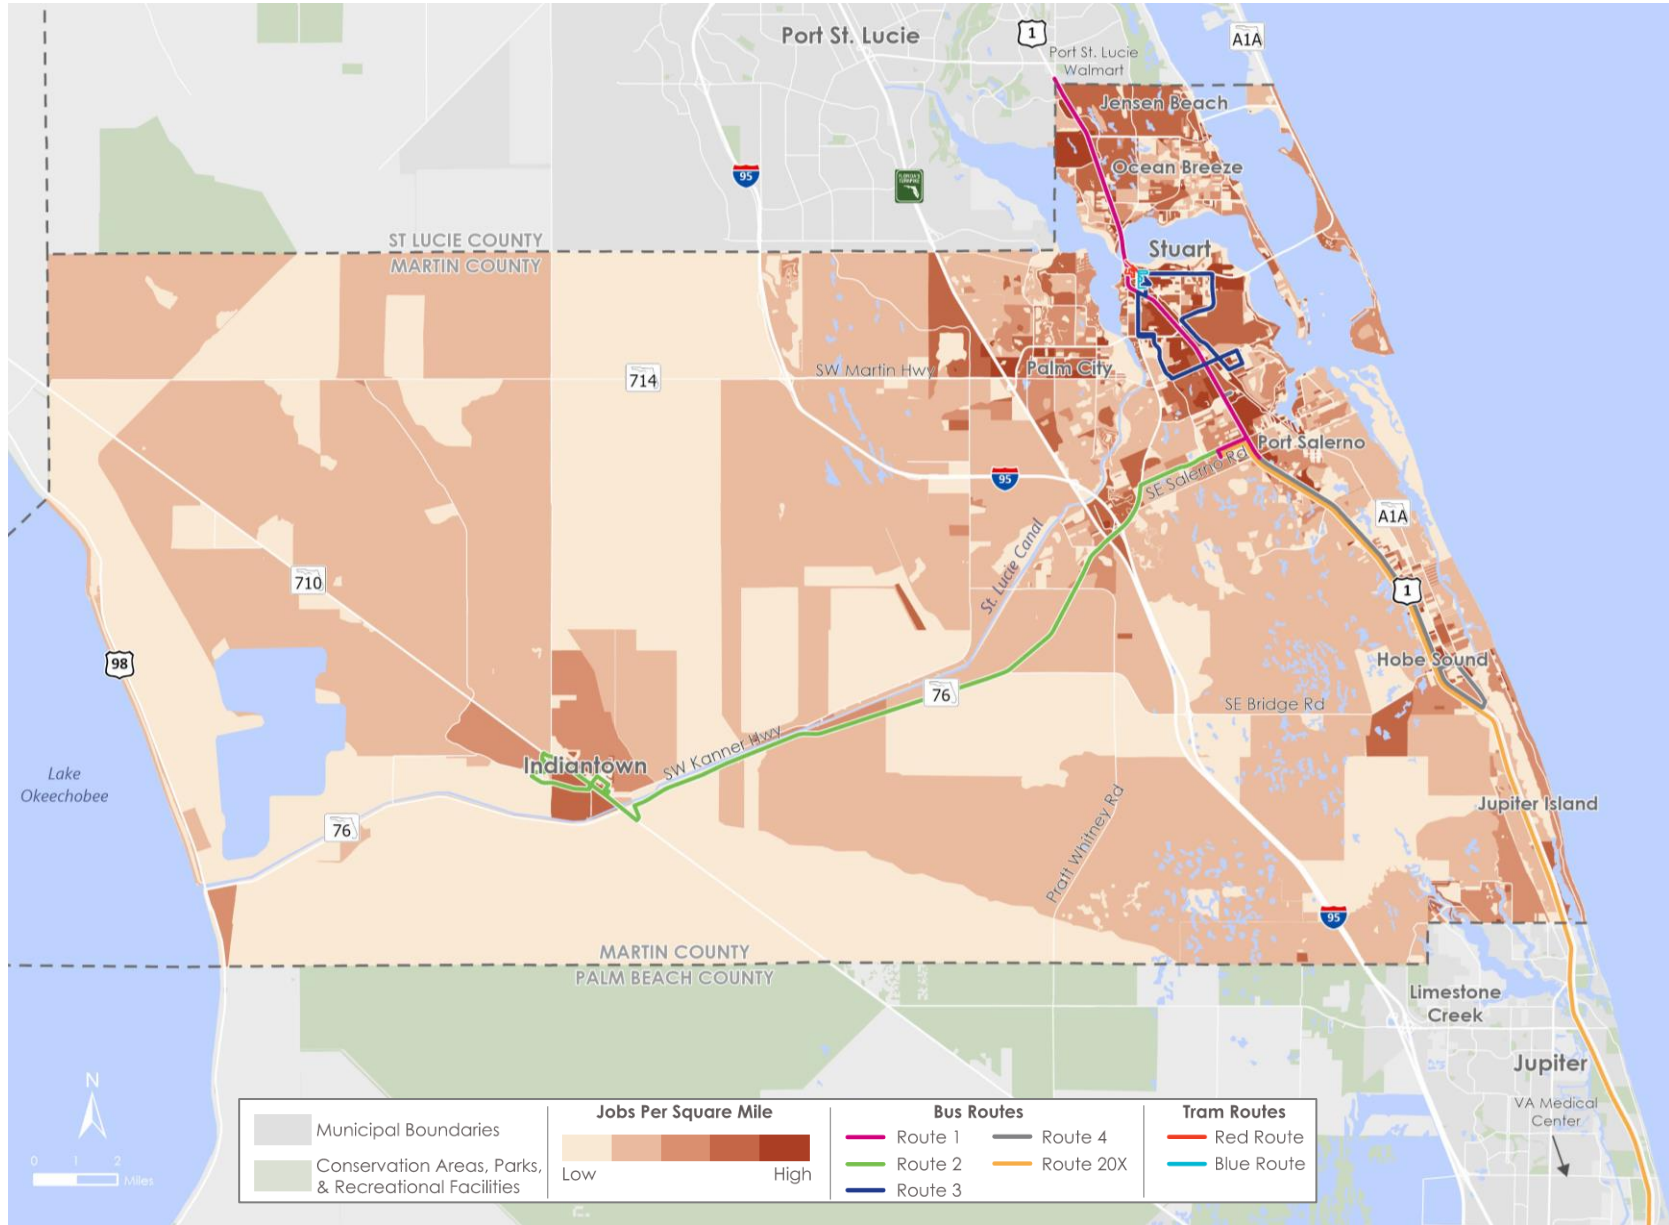 Port St. Lucie
1
A1A
Port St. Lucie
Walmart
Jensen Beach
95
FLORIDA'S
TURNPIKE
Ocean Breeze
ST LUCIE COUNTY
MARTIN COUNTY
Stuart
714
SW Martin Hwy
Palm City
Port Salerno
SE Salerno Rd
95
A1A
St. Lucie Canal
710
1
98
Hobe Sound
76
SE Bridge Rd
SW Kanner Hwy
Indiantown
Lake
Okeechobee
Jupiter Island
76
Pratt Whitney Rd
95
MARTIN COUNTY
PALM BEACH COUNTY
Limestone
Creek
Jupiter
VA Medical
Center
N
0 1 2
Miles
Municipal Boundaries
Conservation Areas, Parks,
& Recreational Facilities
Jobs Per Square Mile
Low High
Bus Routes
Route 1
Route 2
Route 3
Route 4
Route 20X
Tram Routes
Red Route
Blue Route